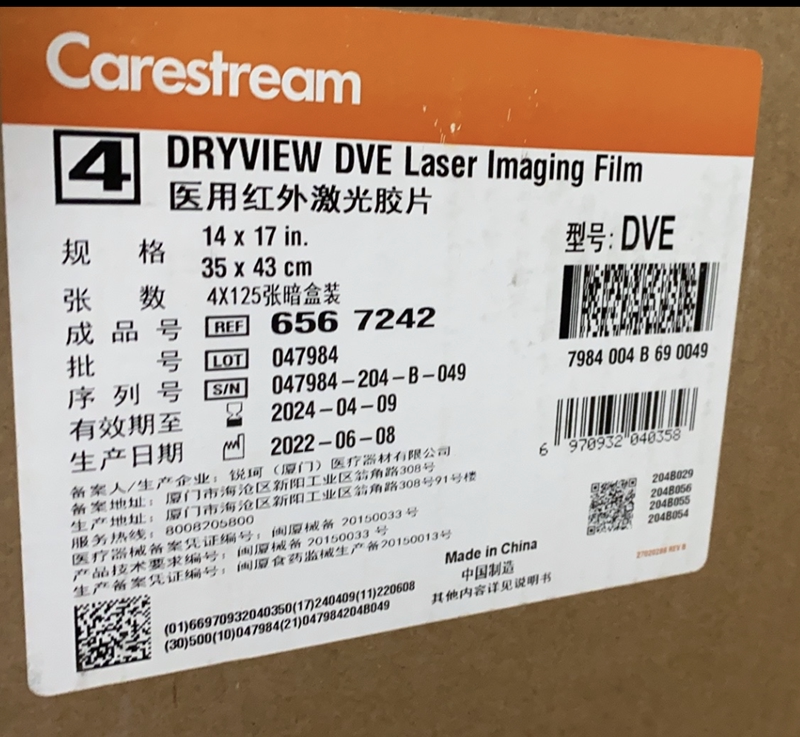 Carestream
4 DRYVIEW DVE Laser Imaging Film
医用红外激光胶片
规 格 14 x 17 in.
35 x 43 cm
型号: DVE
张 数 4X125张暗盒装
成品号 REF 656 7242
7984 004 B 69 0049
批 号 LOT 047984
序列号 S/N 047984-204-B-049
有效期至 2024-04-09
生产日期 2022-06-08
6 970932 040358
备案人/生产企业: 锐珂(厦门)医疗器材有限公司
备案地址: 厦门市海沧区新阳工业区翁角路308号
生产地址: 厦门市海沧区新阳工业区翁角路308号91号楼
服务热线: 8008205800
医疗器械备案凭证编号: 闽厦械备 20150033 号
产品技术要求编号: 闽厦械备 20150033 号
生产备案凭证编号: 闽厦食药监械生产备20150013号
204B029
204B056
204B055
204B054
Made in China
中国制造
其他内容详见说明书
(01)66970932040350(17)240409(11)220608
(30)500(10)047984(21)047984204B049